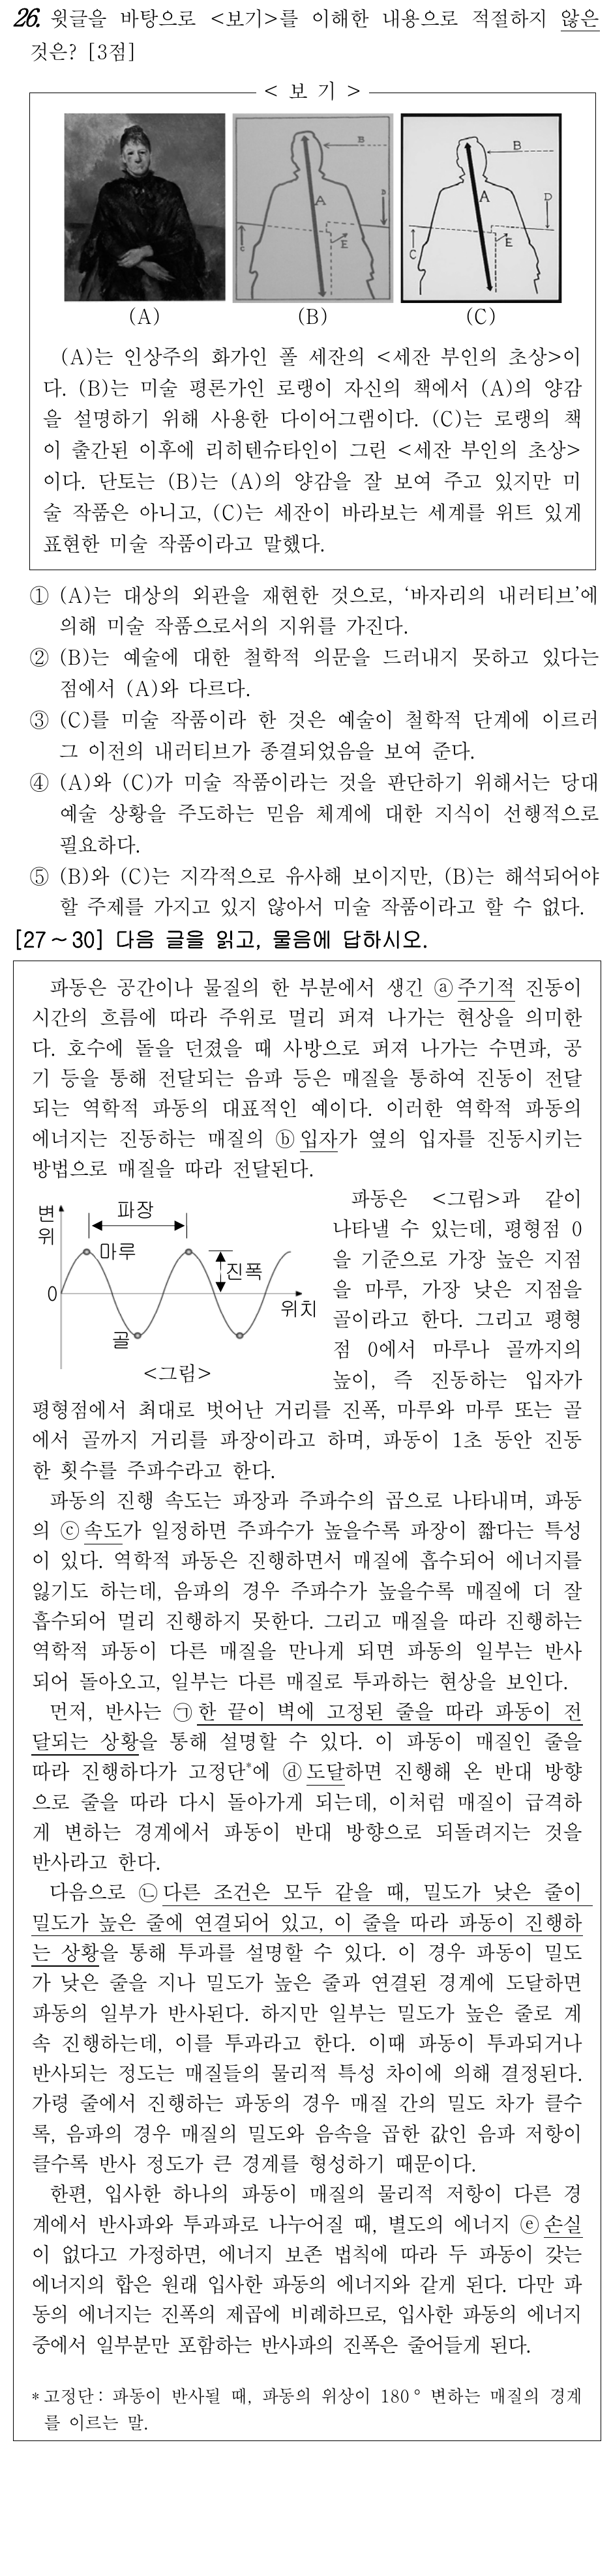 26. 윗글을 바탕으로 <보기>를 이해한 내용으로 적절하지 않은
것은? [3점]
< 보 기 >
B
A
B
C
E
B
A
D
C
E
(A)
(B)
(C)
(A)는 인상주의 화가인 폴 세잔의 <세잔 부인의 초상>이
다. (B)는 미술 평론가인 로랭이 자신의 책에서 (A)의 양감
을 설명하기 위해 사용한 다이어그램이다. (C)는 로랭의 책
이 출간된 이후에 리히텐슈타인이 그린 <세잔 부인의 초상>
이다. 단토는 (B)는 (A)의 양감을 잘 보여 주고 있지만 미
술 작품은 아니고, (C)는 세잔이 바라보는 세계를 위트 있게
표현한 미술 작품이라고 말했다.
① (A)는 대상의 외관을 재현한 것으로, ‘바자리의 내러티브’에
의해 미술 작품으로서의 지위를 가진다.
② (B)는 예술에 대한 철학적 의문을 드러내지 못하고 있다는
점에서 (A)와 다르다.
③ (C)를 미술 작품이라 한 것은 예술이 철학적 단계에 이르러
그 이전의 내러티브가 종결되었음을 보여 준다.
④ (A)와 (C)가 미술 작품이라는 것을 판단하기 위해서는 당대
예술 상황을 주도하는 믿음 체계에 대한 지식이 선행적으로
필요하다.
⑤ (B)와 (C)는 지각적으로 유사해 보이지만, (B)는 해석되어야
할 주제를 가지고 있지 않아서 미술 작품이라고 할 수 없다.
[27～30] 다음 글을 읽고, 물음에 답하시오.
파동은 공간이나 물질의 한 부분에서 생긴 ⓐ주기적 진동이
시간의 흐름에 따라 주위로 멀리 퍼져 나가는 현상을 의미한
다. 호수에 돌을 던졌을 때 사방으로 퍼져 나가는 수면파, 공
기 등을 통해 전달되는 음파 등은 매질을 통하여 진동이 전달
되는 역학적 파동의 대표적인 예이다. 이러한 역학적 파동의
에너지는 진동하는 매질의 ⓑ입자가 옆의 입자를 진동시키는
방법으로 매질을 따라 전달된다.
변위
파장
마루
진폭
0
위치
골
<그림>
파동은 <그림>과 같이
나타낼 수 있는데, 평형점 0
을 기준으로 가장 높은 지점
을 마루, 가장 낮은 지점을
골이라고 한다. 그리고 평형
점 0에서 마루나 골까지의
높이, 즉 진동하는 입자가
평형점에서 최대로 벗어난 거리를 진폭, 마루와 마루 또는 골
에서 골까지 거리를 파장이라고 하며, 파동이 1초 동안 진동
한 횟수를 주파수라고 한다.
파동의 진행 속도는 파장과 주파수의 곱으로 나타내며, 파동
의 ⓒ속도가 일정하면 주파수가 높을수록 파장이 짧다는 특성
이 있다. 역학적 파동은 진행하면서 매질에 흡수되어 에너지를
잃기도 하는데, 음파의 경우 주파수가 높을수록 매질에 더 잘
흡수되어 멀리 진행하지 못한다. 그리고 매질을 따라 진행하는
역학적 파동이 다른 매질을 만나게 되면 파동의 일부는 반사
되어 돌아오고, 일부는 다른 매질로 투과하는 현상을 보인다.
먼저, 반사는 ㉠한 끝이 벽에 고정된 줄을 따라 파동이 전
달되는 상황을 통해 설명할 수 있다. 이 파동이 매질인 줄을
따라 진행하다가 고정단*에 ⓓ도달하면 진행해 온 반대 방향
으로 줄을 따라 다시 돌아가게 되는데, 이처럼 매질이 급격하
게 변하는 경계에서 파동이 반대 방향으로 되돌려지는 것을
반사라고 한다.
다음으로 ㉡다른 조건은 모두 같을 때, 밀도가 낮은 줄이
밀도가 높은 줄에 연결되어 있고, 이 줄을 따라 파동이 진행하
는 상황을 통해 투과를 설명할 수 있다. 이 경우 파동이 밀도
가 낮은 줄을 지나 밀도가 높은 줄과 연결된 경계에 도달하면
파동의 일부가 반사된다. 하지만 일부는 밀도가 높은 줄로 계
속 진행하는데, 이를 투과라고 한다. 이때 파동이 투과되거나
반사되는 정도는 매질들의 물리적 특성 차이에 의해 결정된다.
가령 줄에서 진행하는 파동의 경우 매질 간의 밀도 차가 클수
록, 음파의 경우 매질의 밀도와 음속을 곱한 값인 음파 저항이
클수록 반사 정도가 큰 경계를 형성하기 때문이다.
한편, 입사한 하나의 파동이 매질의 물리적 저항이 다른 경
계에서 반사파와 투과파로 나누어질 때, 별도의 에너지 ⓔ손실
이 없다고 가정하면, 에너지 보존 법칙에 따라 두 파동이 갖는
에너지의 합은 원래 입사한 파동의 에너지와 같게 된다. 다만 파
동의 에너지는 진폭의 제곱에 비례하므로, 입사한 파동의 에너지
중에서 일부분만 포함하는 반사파의 진폭은 줄어들게 된다.
* 고정단 : 파동이 반사될 때, 파동의 위상이 180° 변하는 매질의 경계
를 이르는 말.